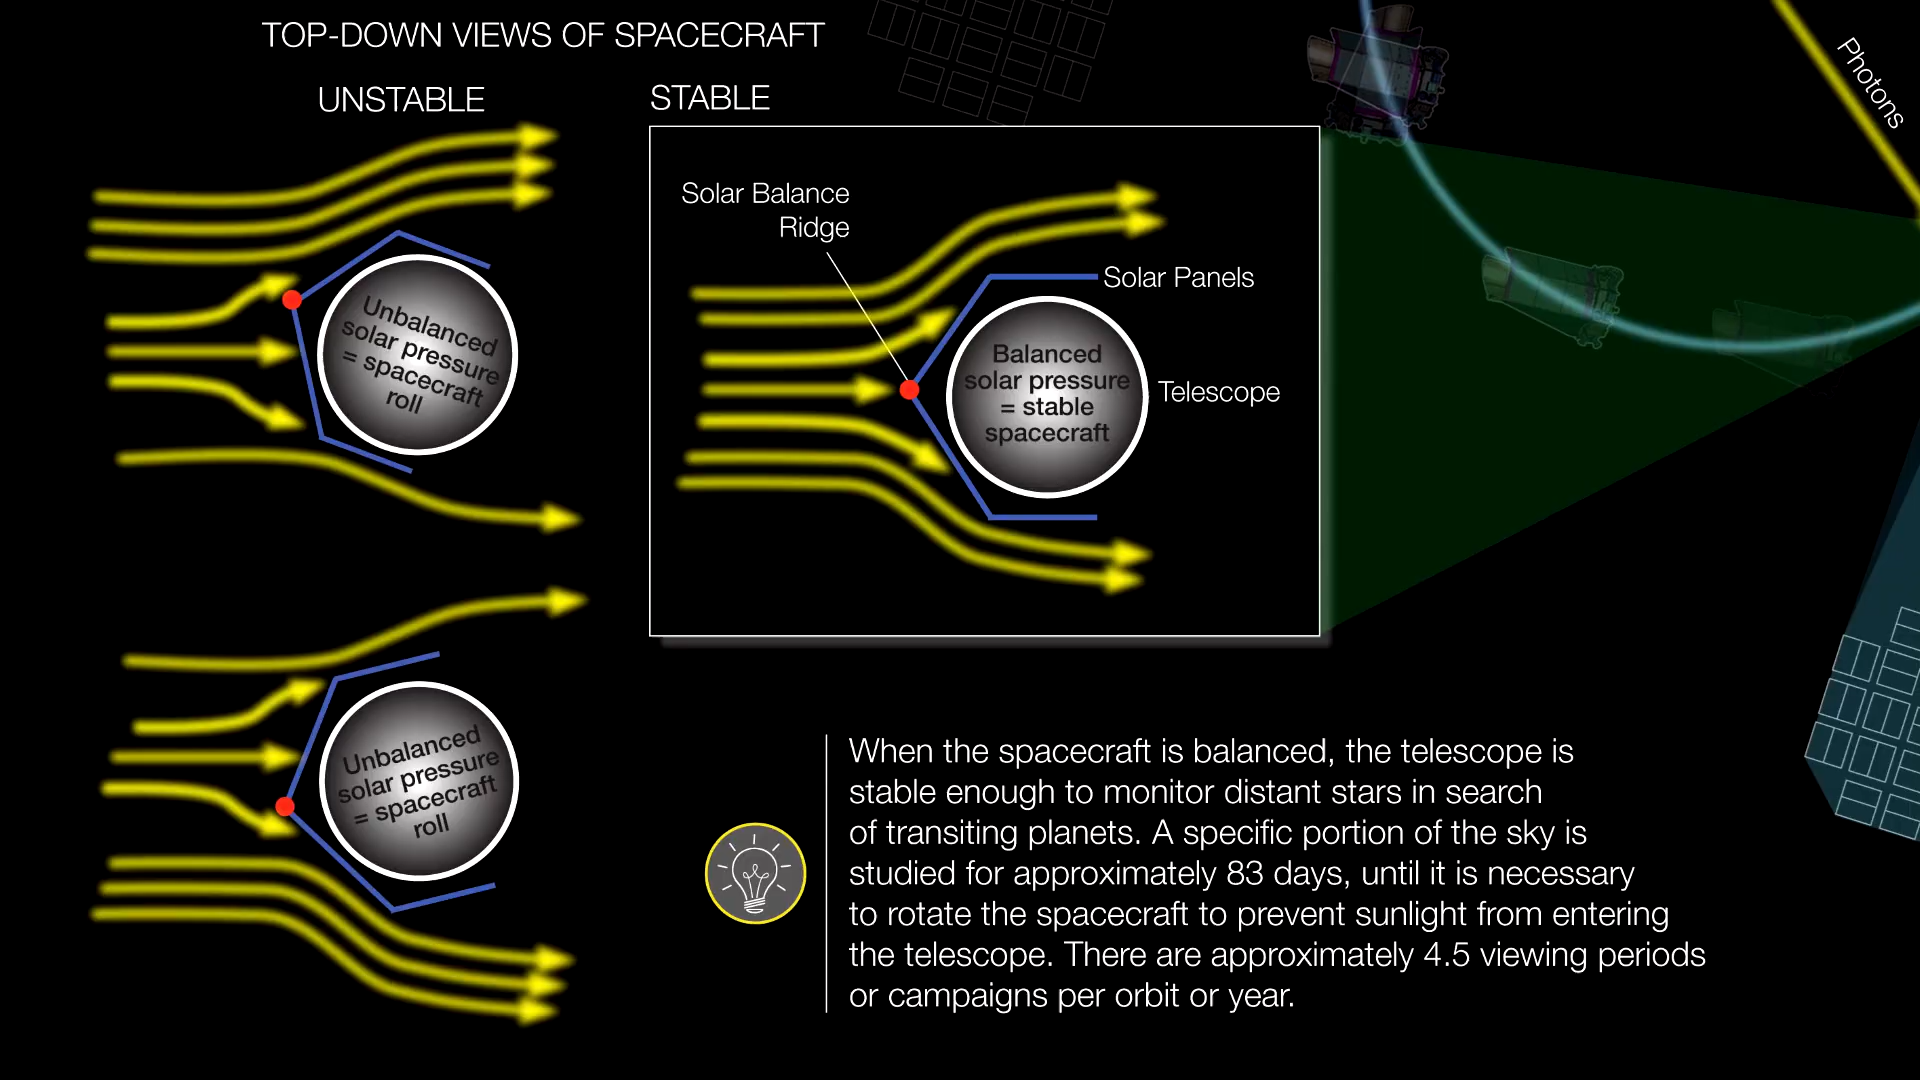 TOP-DOWN VIEWS OF SPACECRAFT
UNSTABLE
STABLE
Photons
Solar Balance
Ridge
Solar Panels
Telescope
Unbalanced
solar pressure
= spacecraft
roll
Balanced
solar pressure
= stable
spacecraft
Unbalanced
solar pressure
= spacecraft
roll
When the spacecraft is balanced, the telescope is
stable enough to monitor distant stars in search
of transiting planets. A specific portion of the sky is
studied for approximately 83 days, until it is necessary
to rotate the spacecraft to prevent sunlight from entering
the telescope. There are approximately 4.5 viewing periods
or campaigns per orbit or year.